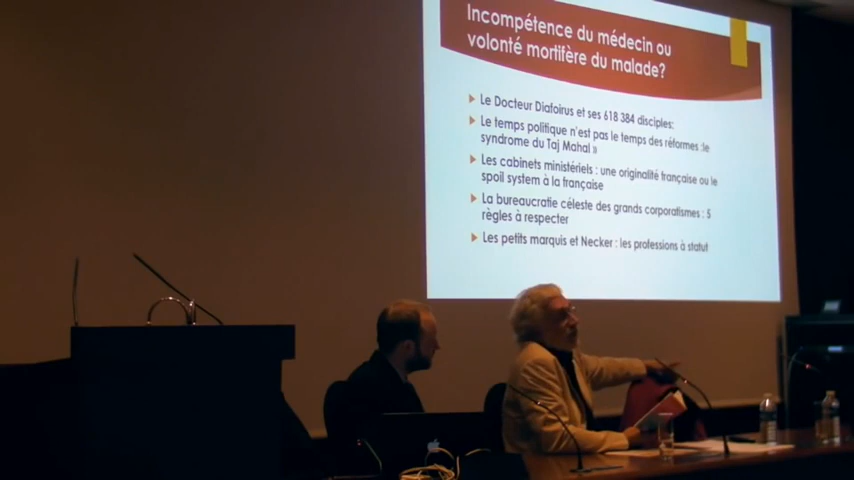 Incompétence du médecin ou
volonté mortifère du malade?
Le Docteur Diafoirus et ses 618 384 disciples:
Le temps politique n'est pas le temps des réformes :le
syndrome du Taj Mahal »
Les cabinets ministériels : une originalité française ou le
spoil system à la française
La bureaucratie céleste des grands corporatismes : 5
règles à respecter
Les petits marquis et Necker : les professions à statut